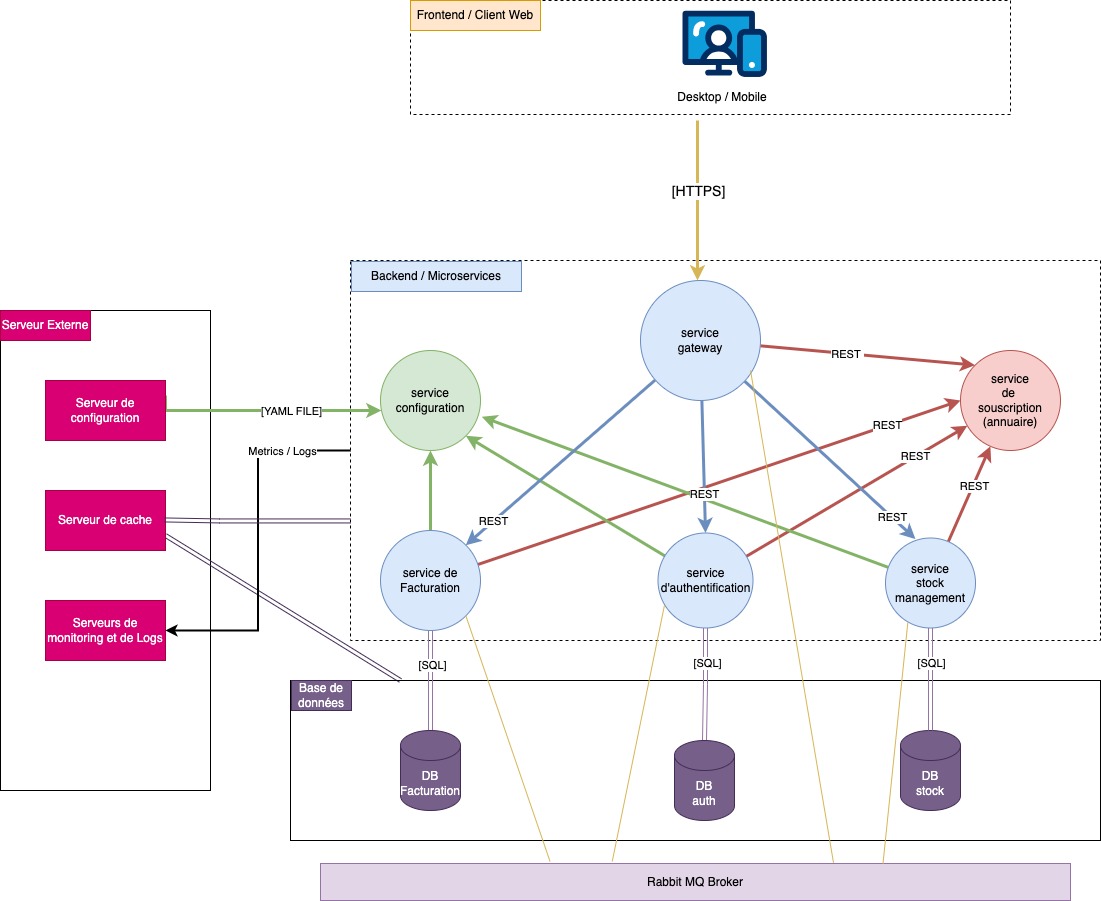 Frontend / Client Web
Desktop / Mobile
[HTTPS]
Backend / Microservices
Serveur Externe
service
gateway
REST
service
configuration
service
de
souscription
(annuaire)
Serveur de
configuration
[YAML FILE]
REST
Metrics / Logs
REST
REST
REST
REST
REST
Serveur de cache
service de
Facturation
service
d'authentification
service
stock
management
Serveurs de
monitoring et de Logs
[SQL]
[SQL]
[SQL]
Base de
données
DB
Facturation
DB
auth
DB
stock
Rabbit MQ Broker